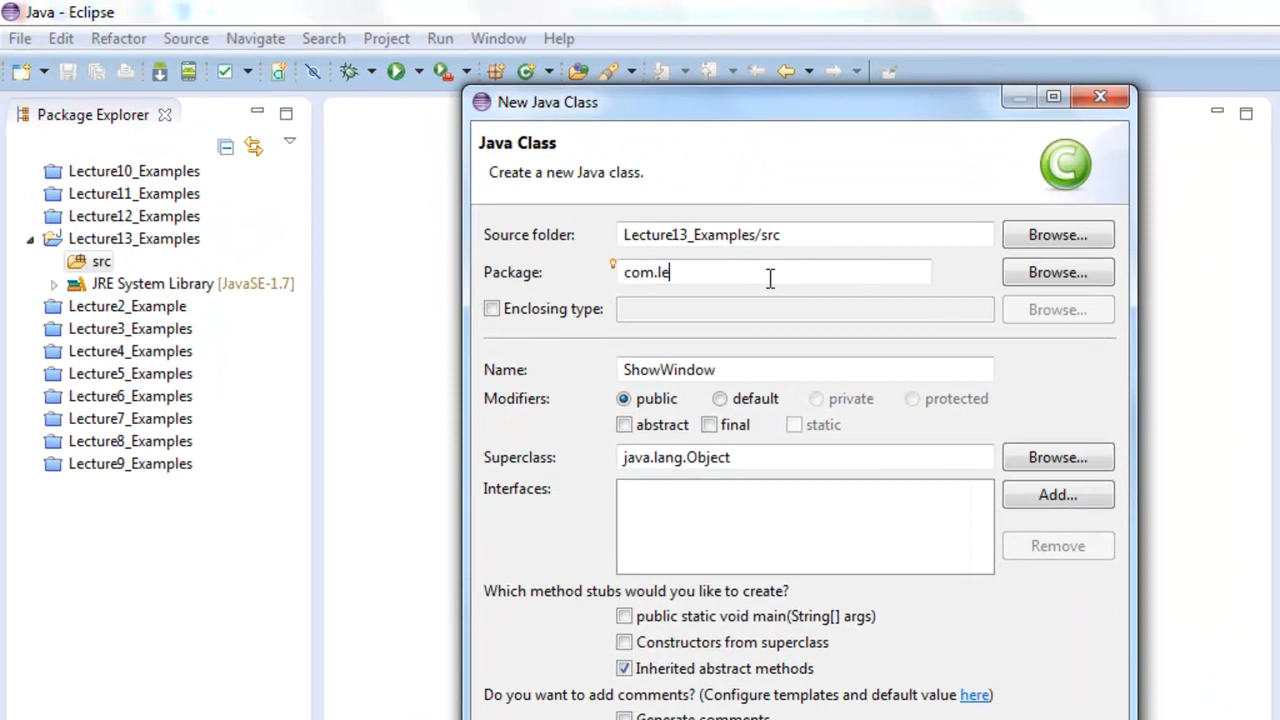 Java - Eclipse
File Edit Refactor Source Navigate Search Project Run Window Help
Package Explorer
Lecture10_Examples
Lecture11_Examples
Lecture12_Examples
Lecture13_Examples
src
JRE System Library [JavaSE-1.7]
Lecture2_Example
Lecture3_Examples
Lecture4_Examples
Lecture5_Examples
Lecture6_Examples
Lecture7_Examples
Lecture8_Examples
Lecture9_Examples
New Java Class
Java Class
Create a new Java class.
C
Source folder: Lecture13_Examples/src Browse...
Package: com.le Browse...
Enclosing type: Browse...
Name: ShowWindow
Modifiers: public default private protected
abstract final static
Superclass: java.lang.Object Browse...
Interfaces: Add...
Remove
Which method stubs would you like to create?
public static void main(String[] args)
Constructors from superclass
Inherited abstract methods
Do you want to add comments? (Configure templates and default value here)
Generate comments